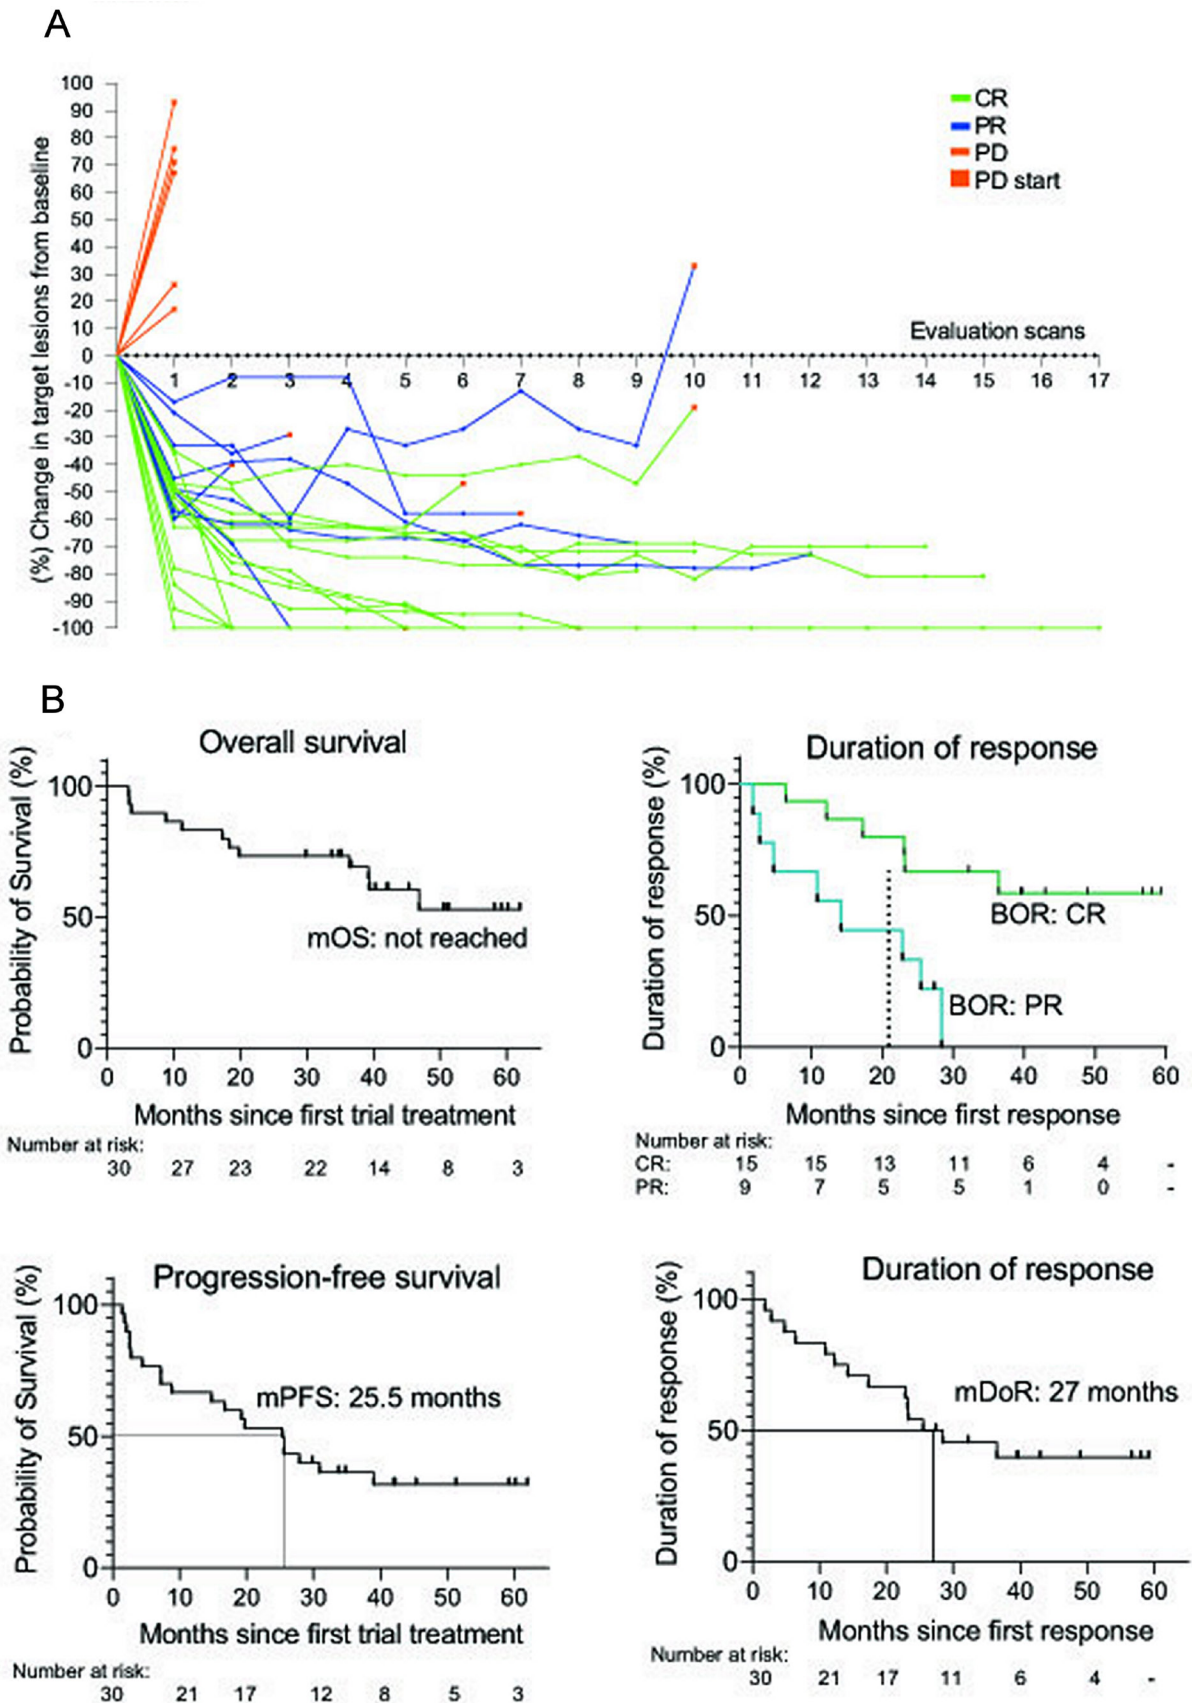 A
100
90
80
70
60
50
40
30
20
10
0
-10
-20
-30
-40
-50
-60
-70
-80
-90
-100
(%) Change in target lesions from baseline
CR
PR
PD
PD start
Evaluation scans
1 2 3 4 5 6 7 8 9 10 11 12 13 14 15 16 17
B
Overall survival
Probability of Survival (%)
100
50
0
mOS: not reached
0 10 20 30 40 50 60
Months since first trial treatment
Number at risk:
30 27 23 22 14 8 3
Duration of response
Duration of response (%)
100
50
0
BOR: CR
BOR: PR
0 10 20 30 40 50 60
Months since first response
Number at risk:
CR: 15 15 13 11 6 4 -
PR: 9 7 5 5 1 0 -
Progression-free survival
Probability of Survival (%)
100
50
0
mPFS: 25.5 months
0 10 20 30 40 50 60
Months since first trial treatment
Number at risk:
30 21 17 12 8 5 3
Duration of response
Duration of response (%)
100
50
0
mDoR: 27 months
0 10 20 30 40 50 60
Months since first response
Number at risk:
30 21 17 11 6 4 -